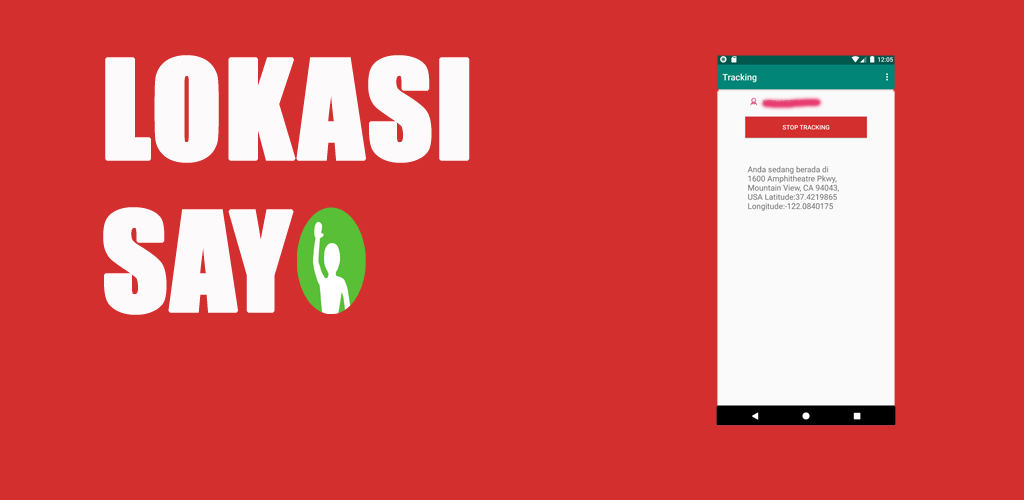 LOKASI
SAY
12:05
Tracking
STOP TRACKING
Anda sedang berada di
1600 Amphitheatre Pkwy,
Mountain View, CA 94043,
USA Latitude:37.4219865
Longitude:-122.0840175